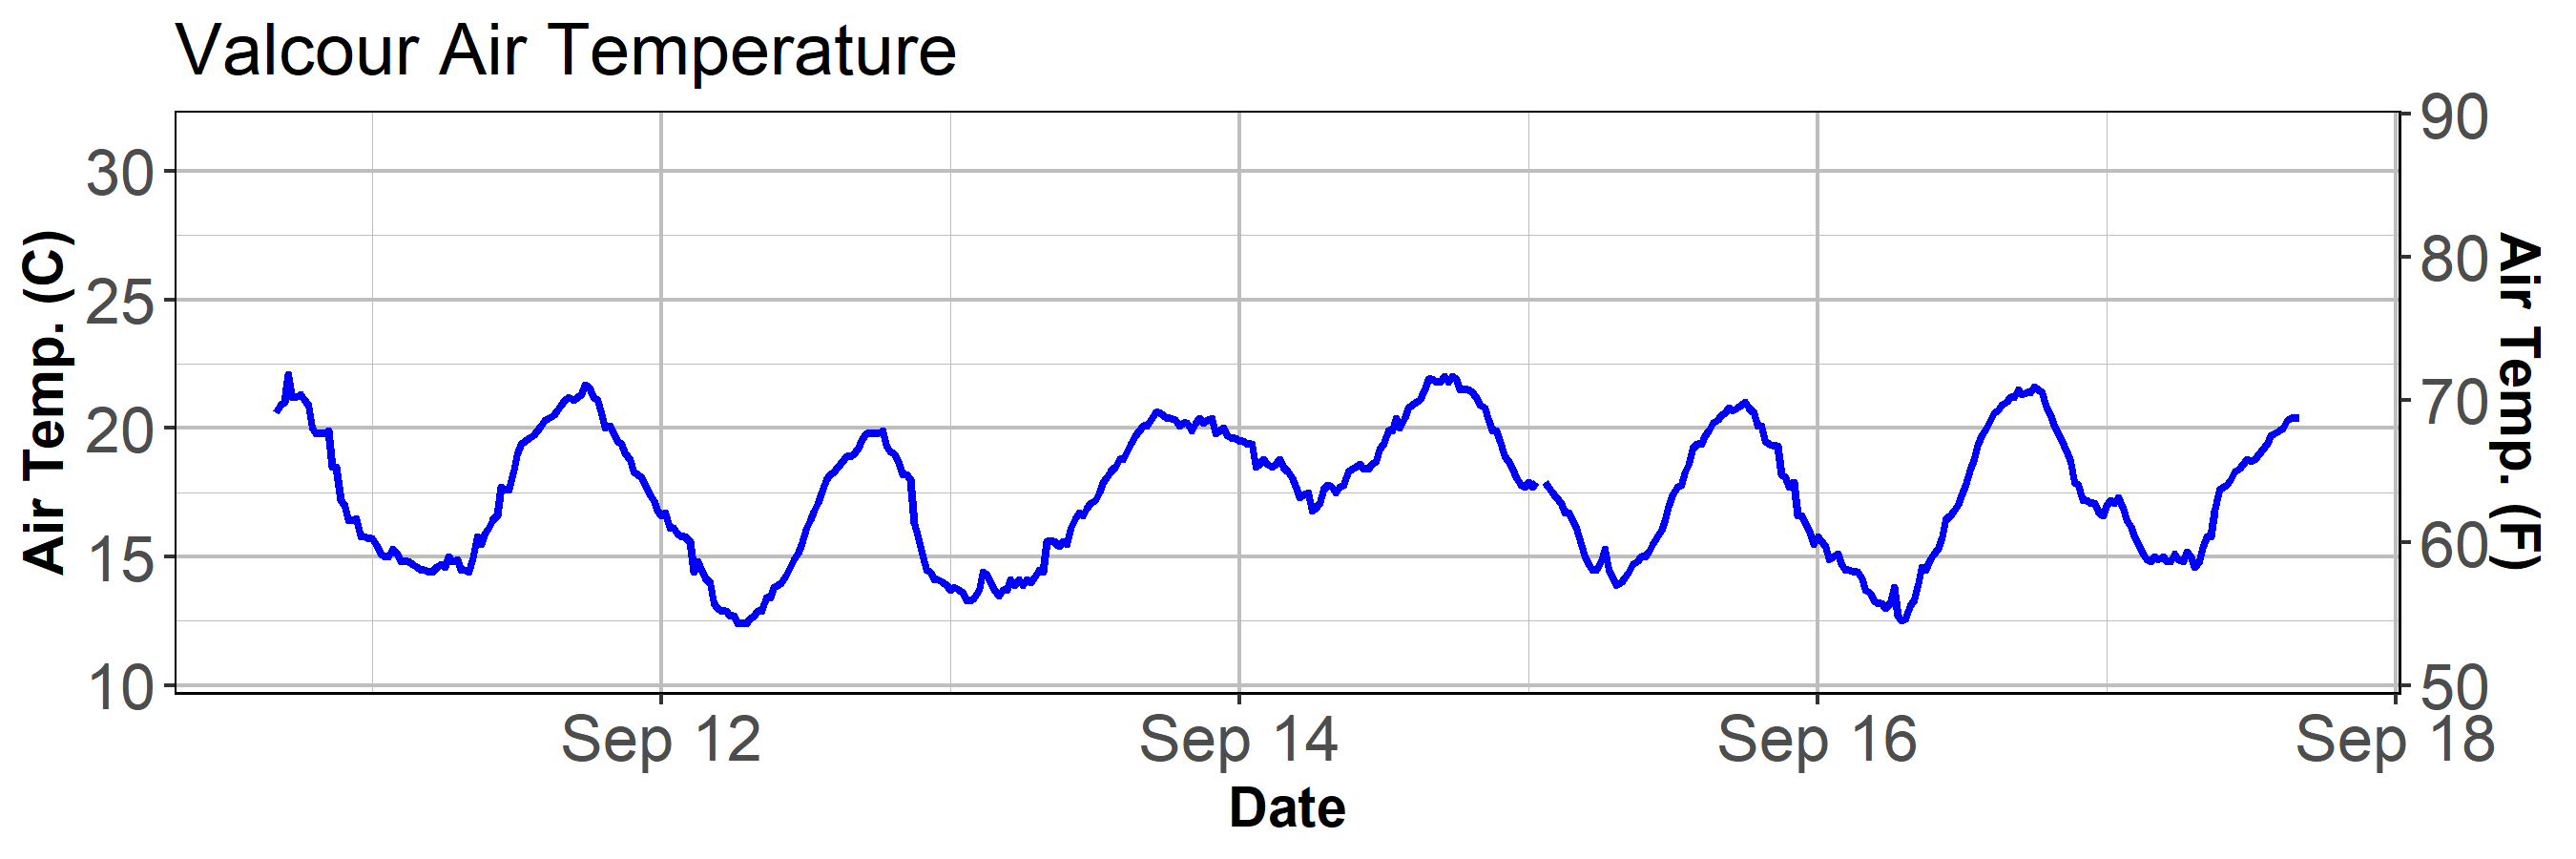 Valcour Air Temperature
Air Temp. (C)
30
25
20
15
10
90
80
70
60
50
Air Temp. (F)
Sep 12
Sep 14
Sep 16
Sep 18
Date